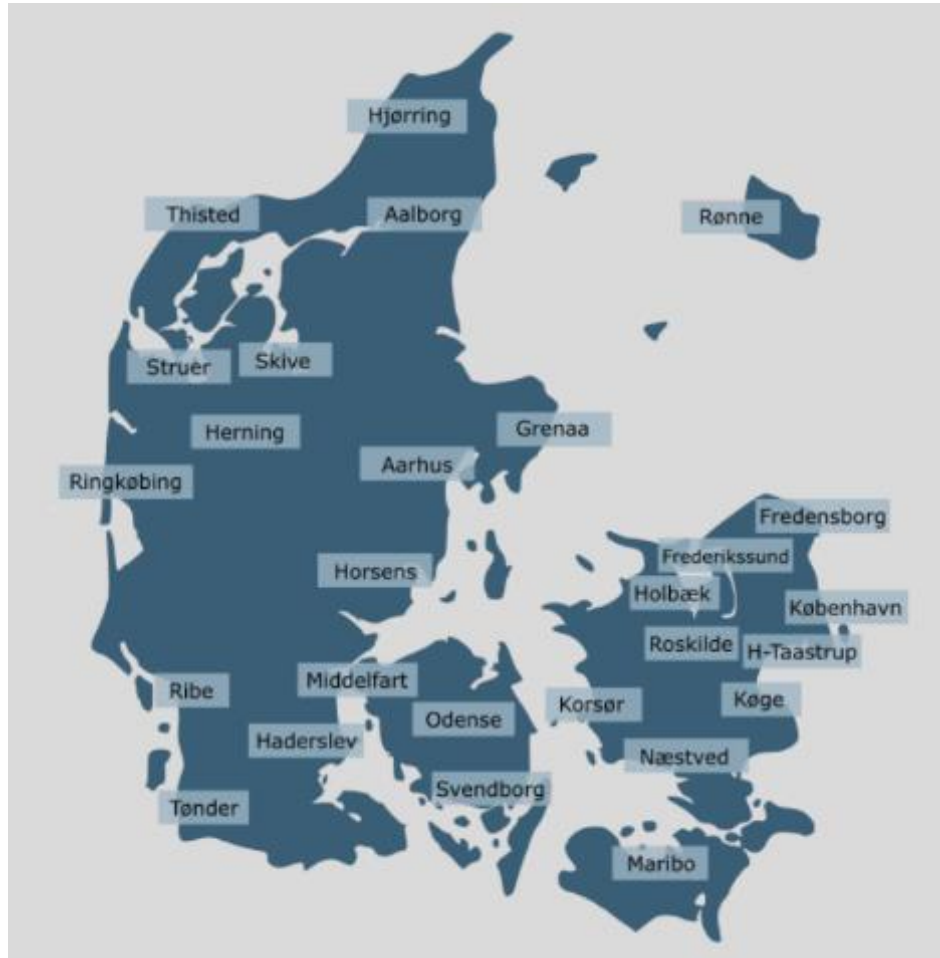 Hjørring
Thisted
Aalborg
Rønne
Struer
Skive
Herning
Grenaa
Aarhus
Ringkøbing
Fredensborg
Frederikssund
Horsens
Holbæk
København
Roskilde
H-Taastrup
Middelfart
Ribe
Køge
Korsør
Odense
Haderslev
Næstved
Svendborg
Tønder
Maribo